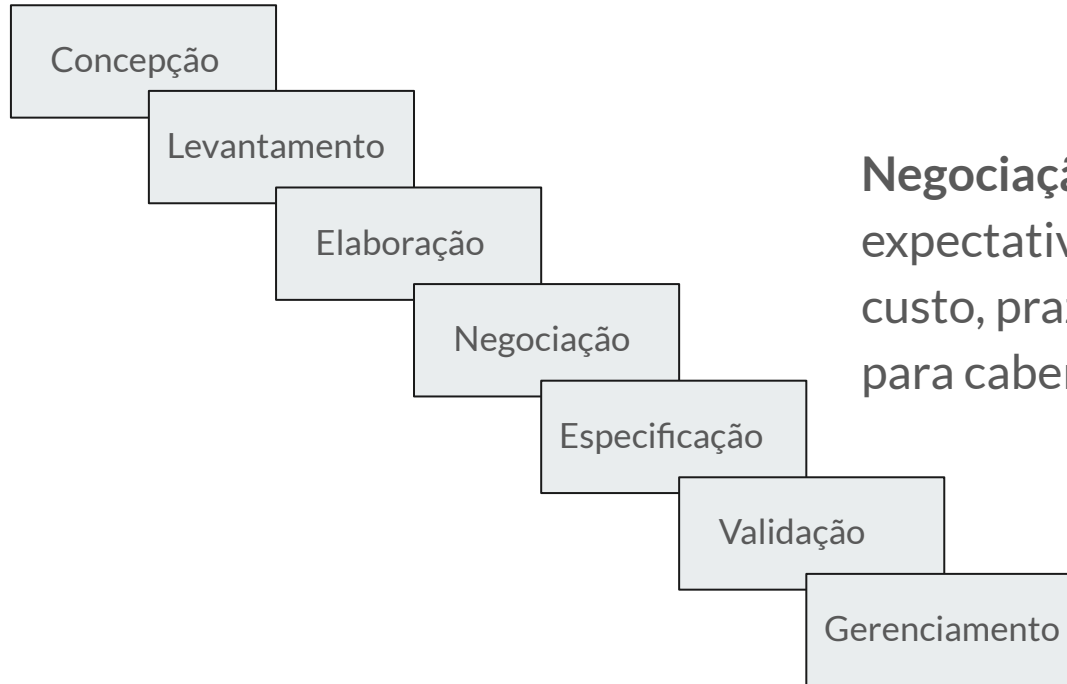 Concepção
Levantamento
Elaboração
Negociação
Especificação
Validação
Gerenciamento
custo,
para